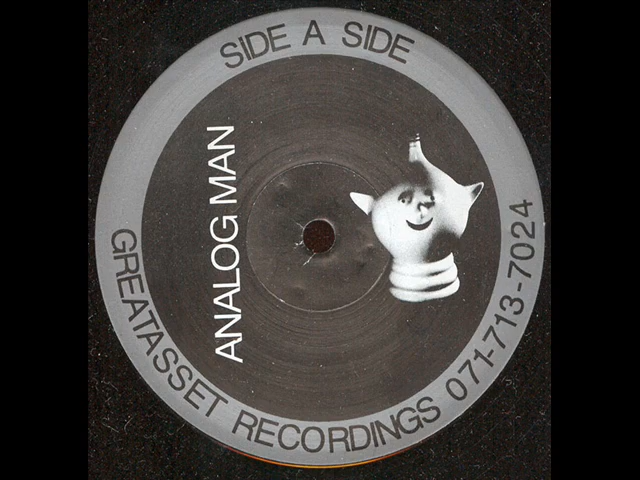 SIDE A SIDE
ANALOG MAN
GREATASSET RECORDINGS 071-713-7024